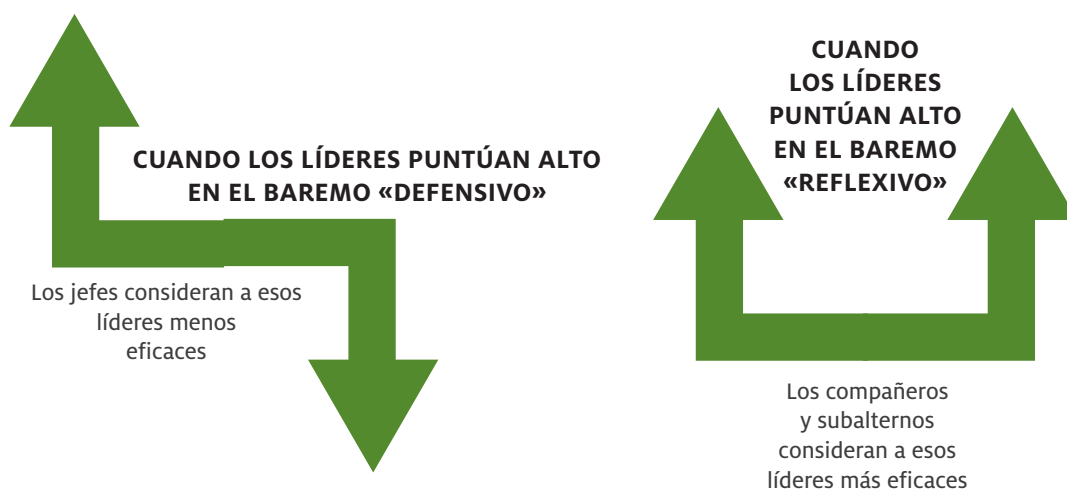 CUANDO LOS LÍDERES PUNTÚAN ALTO
EN EL BAREMO «DEFENSIVO»
Los jefes consideran a esos
líderes menos
eficaces
CUANDO
LOS LÍDERES
PUNTÚAN ALTO
EN EL BAREMO
«REFLEXIVO»
Los compañeros
y subalternos
consideran a esos
líderes más eficaces